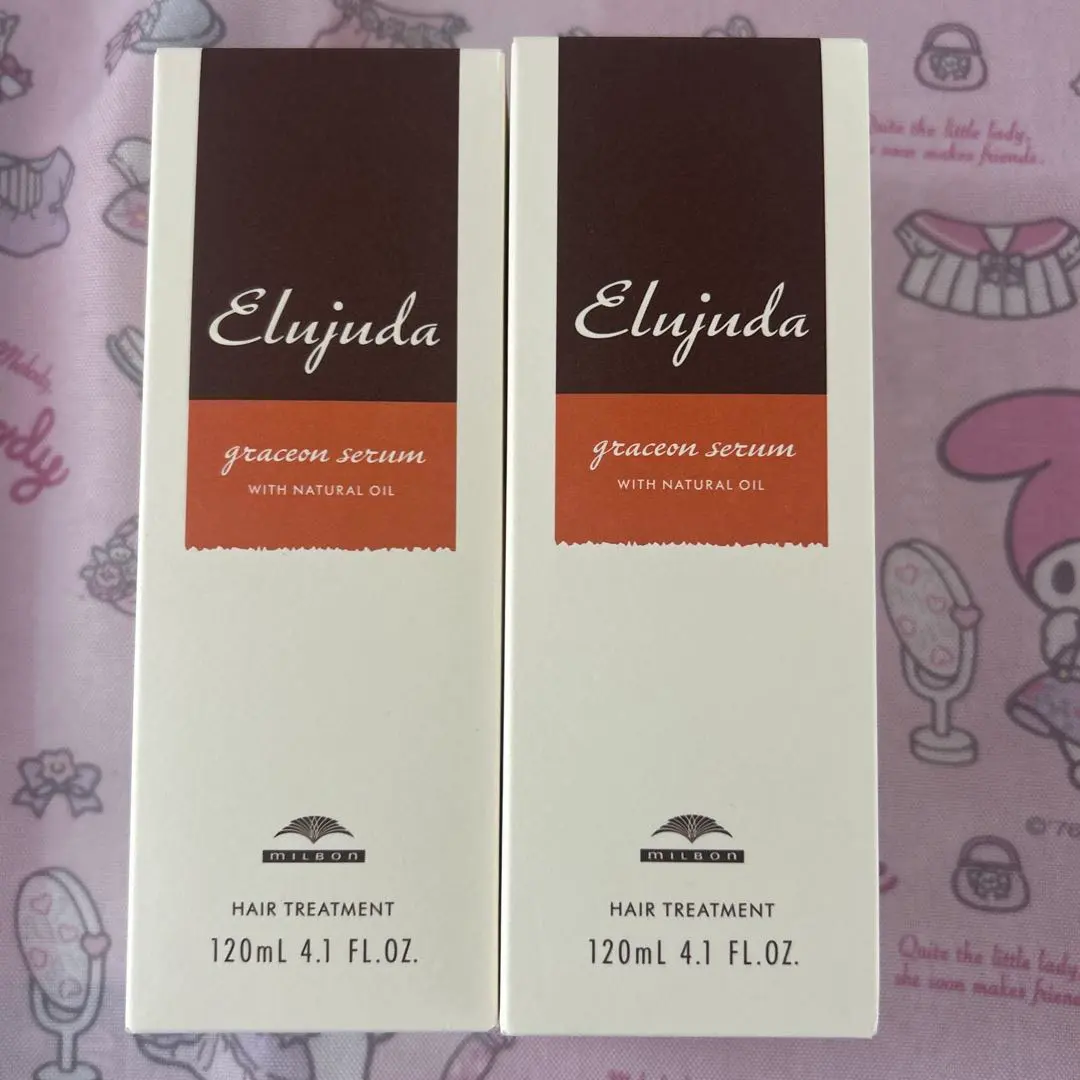 Elujuda
graceon serum
WITH NATURAL OIL
MILBON
HAIR TREATMENT
120mL 4.1 FL.OZ.
Elujuda
graceon serum
WITH NATURAL OIL
MILBON
HAIR TREATMENT
120mL 4.1 FL.OZ.
Quite the little lady,
soon makes friends.
Melody
©'76
Quite the little lady
she soon makes